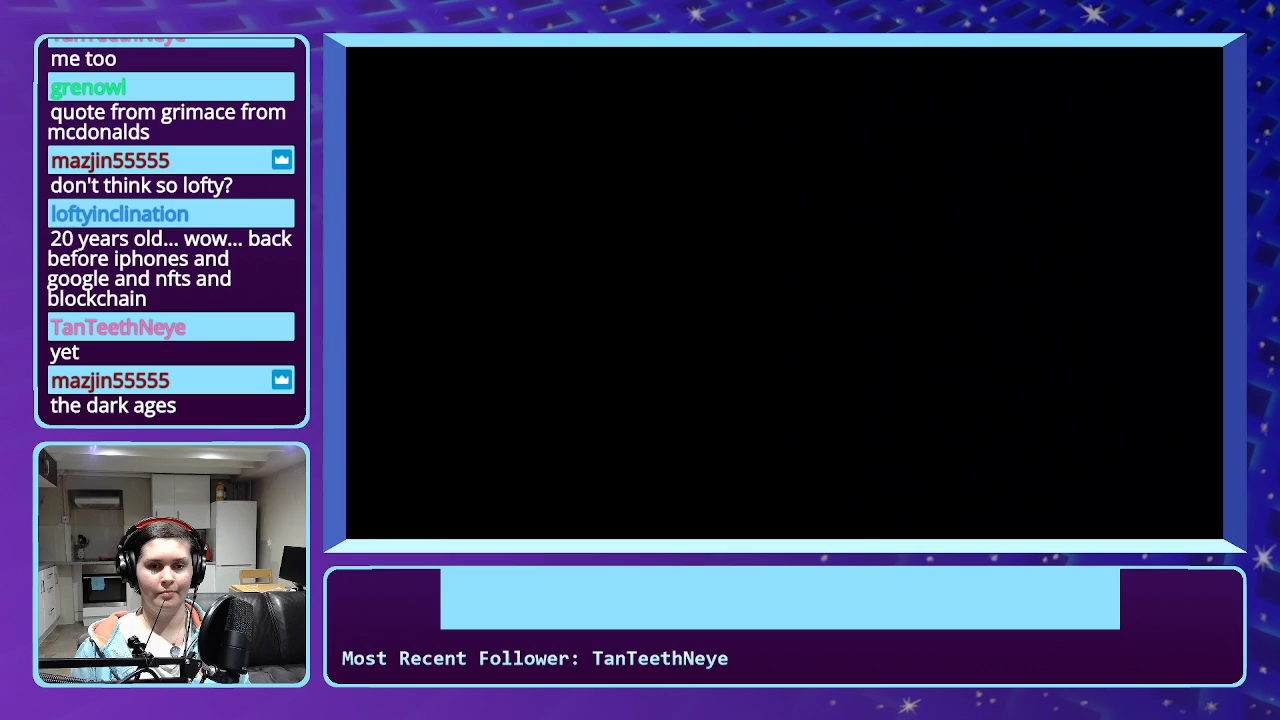 TanTeethNeye
me too
grenowl
quote from grimace from
mcdonalds
mazjin55555
don't think so lofty?
loftyinclination
20 years old... wow... back
before iphones and
google and nfts and
blockchain
TanTeethNeye
yet
mazjin55555
the dark ages
Most Recent Follower: TanTeethNeye